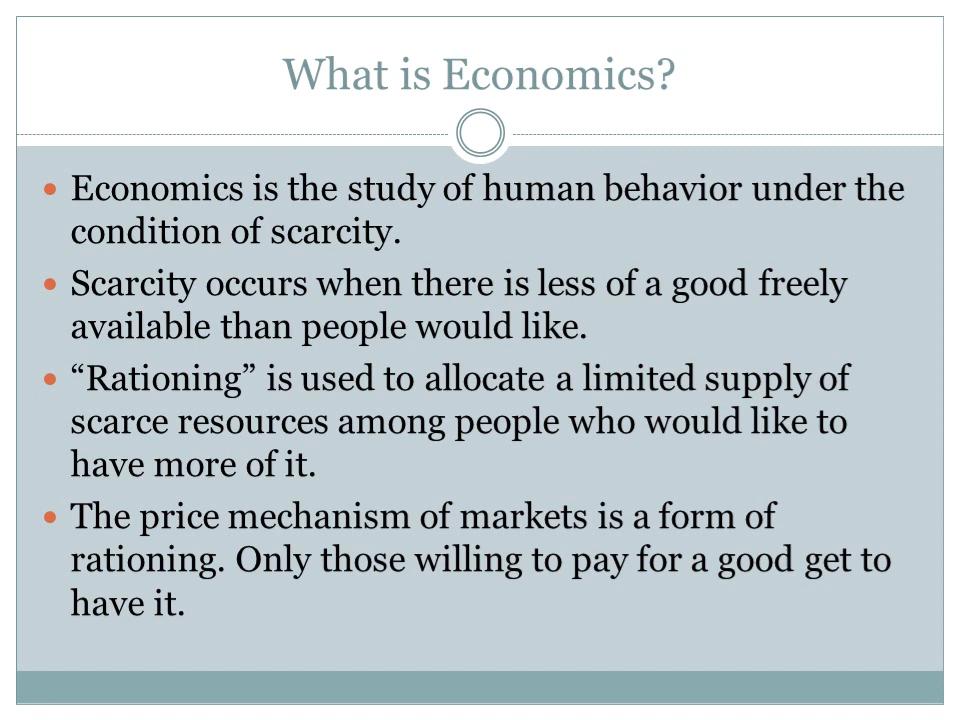 What is Economics?
Economics is the study of human behavior under the
condition of scarcity.
Scarcity occurs when there is less of a good freely
available than people would like.
“Rationing” is used to allocate a limited supply of
scarce resources among people who would like to
have more of it.
The price mechanism of markets is a form of
rationing. Only those willing to pay for a good get to
have it.